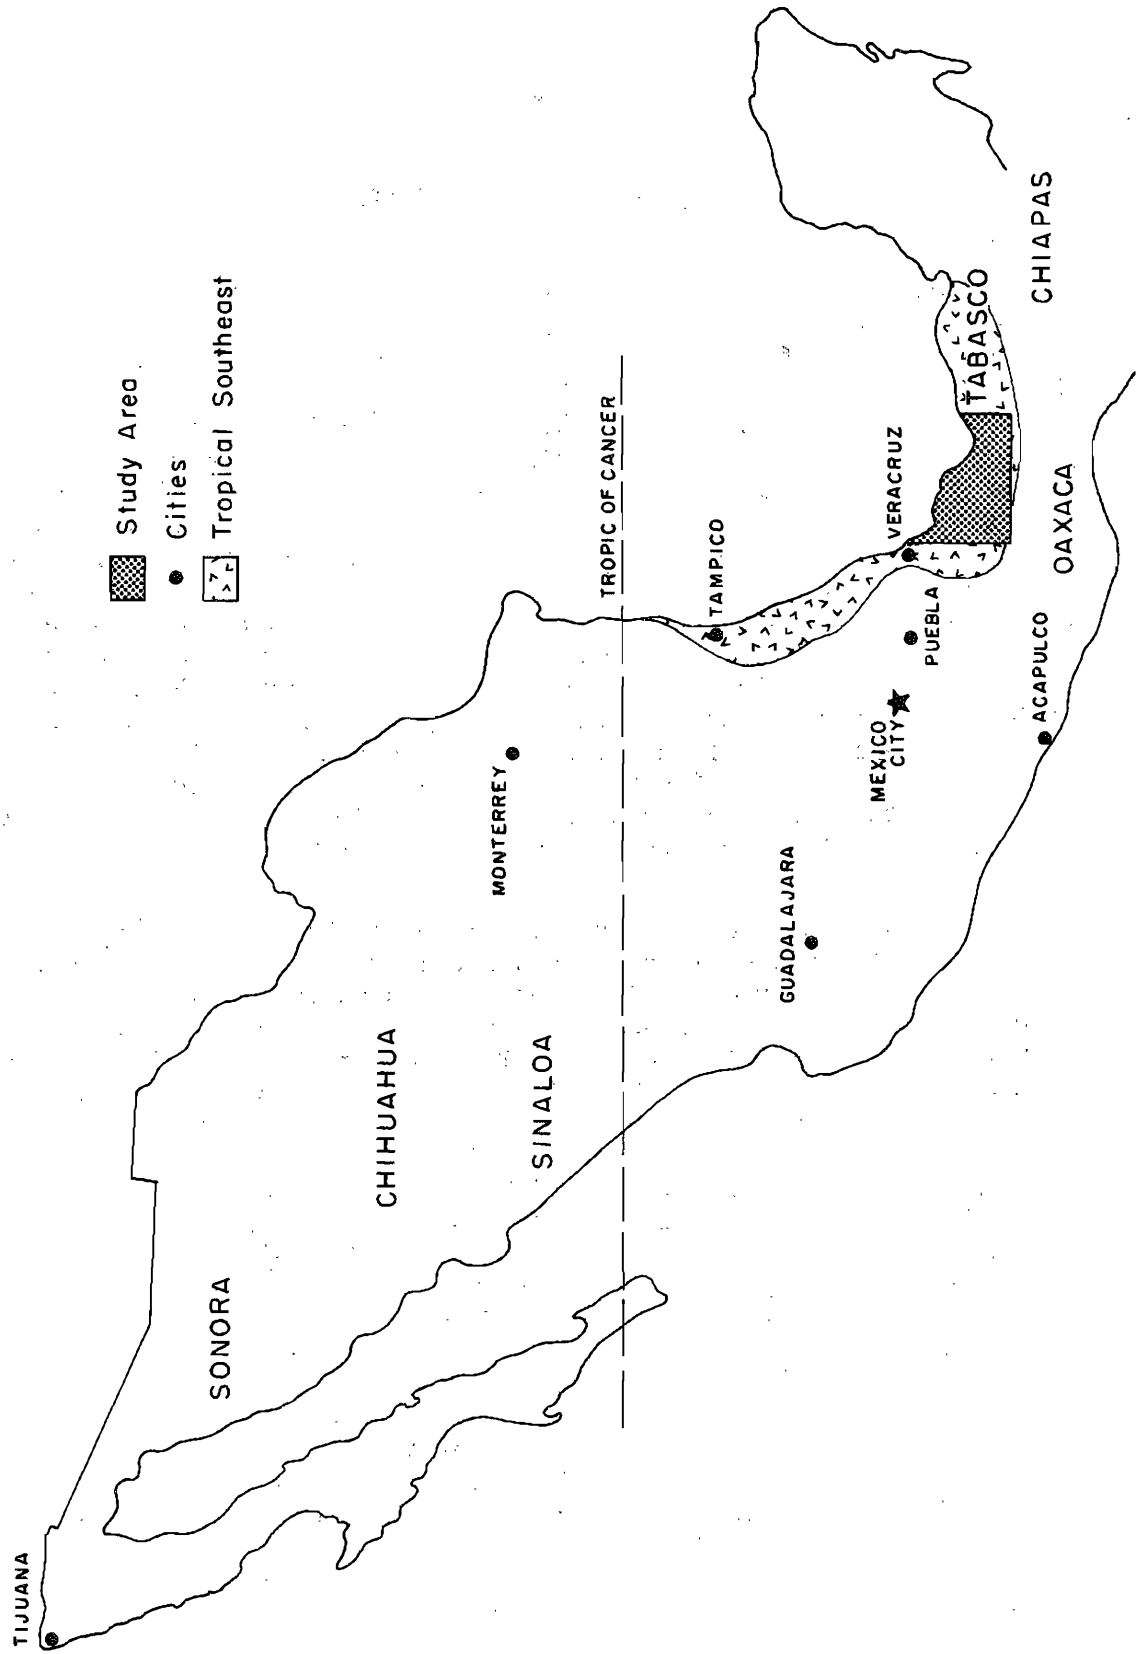 Study Area
Cities
Tropical Southeast
TIJUANA
SONORA
CHIHUAHUA
SINALOA
MONTERREY
TROPIC OF CANCER
TAMPICO
GUADALAJARA
MEXICO
CITY
PUEBLA
VERACRUZ
ACAPULCO
TABASCO
OAXACA
CHIAPAS